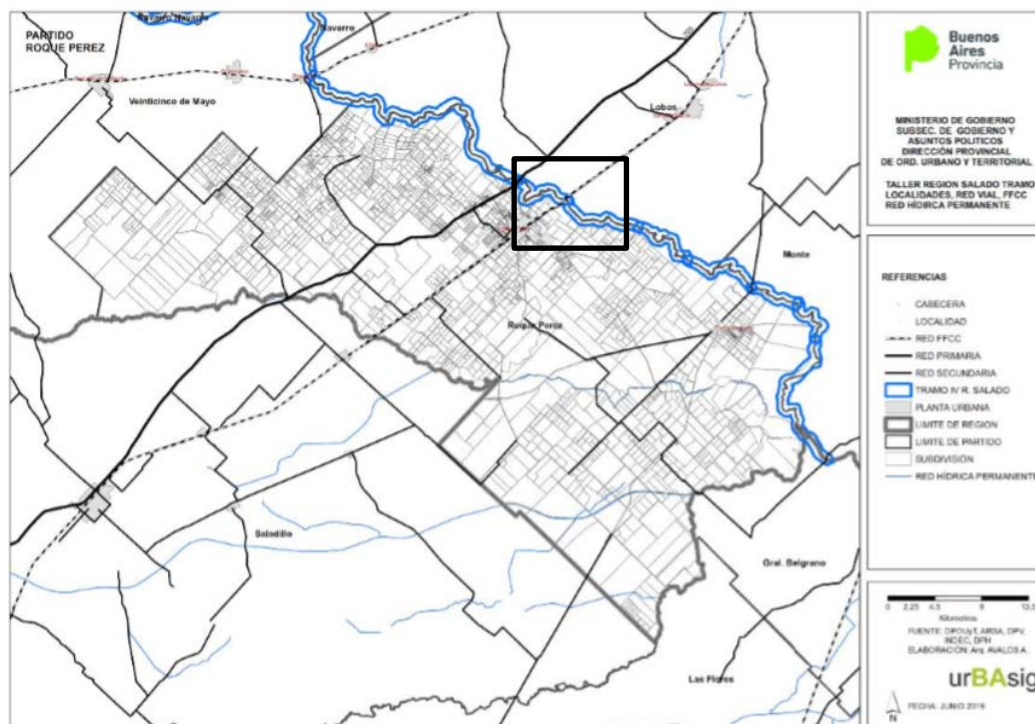 PARTIDO
ROQUE PEREZ
Navarro
Veinticinco de Mayo
Lobos
Monte
Roque Perez
Saladillo
Gral. Belgrano
Las Flores
Buenos
Aires
Provincia
MINISTERIO DE GOBIERNO
SUBSEC. DE GOBIERNO Y
ASUNTOS POLITICOS
DIRECCIÓN PROVINCIAL
DE ORD. URBANO Y TERRITORIAL
TALLER REGION SALADO TRAMO
LOCALIDADES, RED VIAL, FFCC
RED HÍDIRCA PERMANENTE
REFERENCIAS
CABECERA
LOCALIDAD
RED FFCC
RED PRIMARIA
RED SECUNDARIA
TRAMO IV R. SALADO
PLANTA URBANA
LIMITE DE REGION
LIMITE DE PARTIDO
SUBDIVISIÓN
RED HÍDRICA PERMANENTE
0 2,25 4,5 9 13,5
Kilometros
FUENTE: DPOUyT, ARBA, DPV,
INDEC, DPH
ELABORACIÓN: Arq. AVALOS A.
urBAsig
N
FECHA: JUNIO 2019